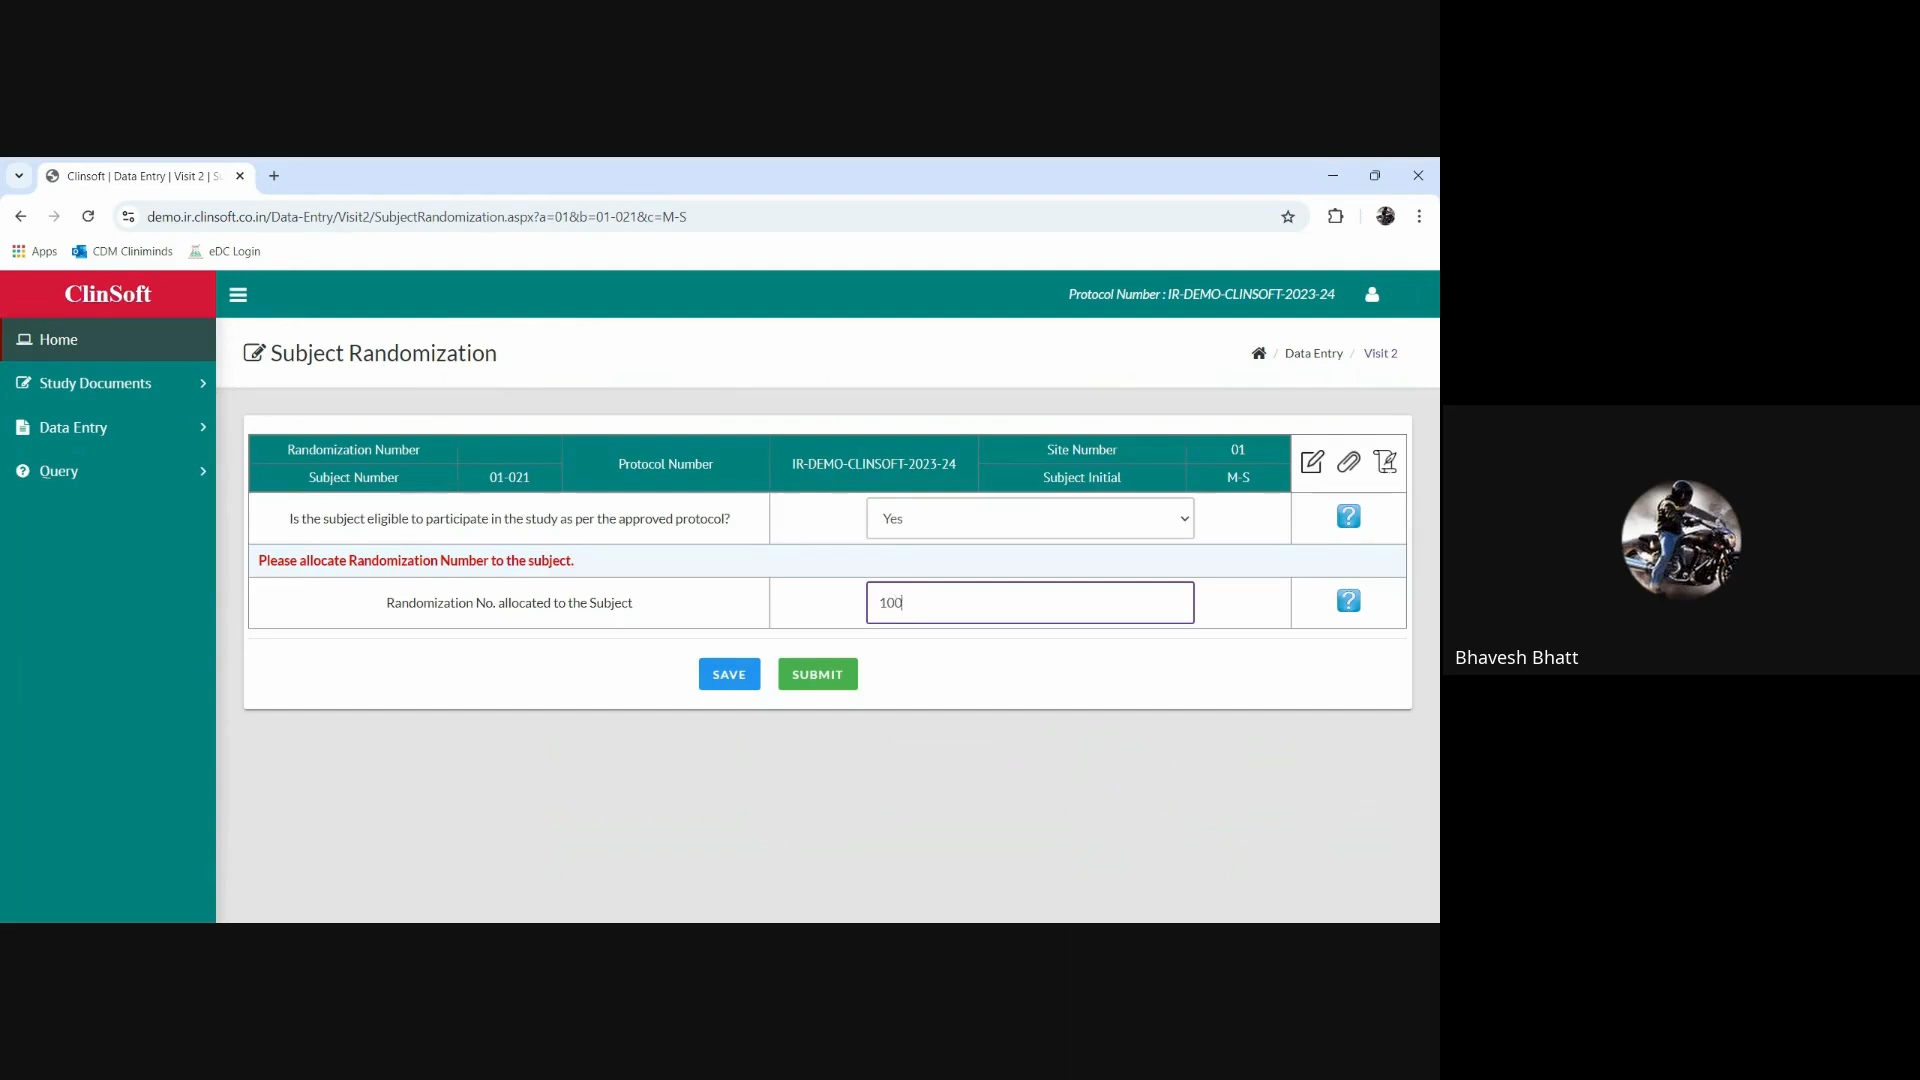 Clinsoft | Data Entry | Visit 2 | S
demo.ir.clinsoft.co.in/Data-Entry/Visit2/SubjectRandomization.aspx?a=01&b=01-021&c=M-S
Apps CDM Cliniminds eDC Login
ClinSoft
Protocol Number : IR-DEMO-CLINSOFT-2023-24
Home
Study Documents
Data Entry
Query
Subject Randomization
/ Data Entry / Visit 2
Randomization Number
Subject Number 01-021
Protocol Number IR-DEMO-CLINSOFT-2023-24
Site Number 01
Subject Initial M-S
Is the subject eligible to participate in the study as per the approved protocol? Yes
Please allocate Randomization Number to the subject.
Randomization No. allocated to the Subject 100
SAVE SUBMIT
Bhavesh Bhatt